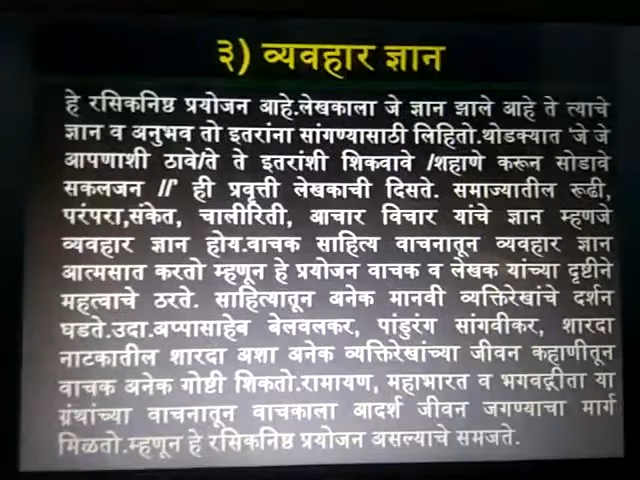 ३) व्यवहार ज्ञान
हे रसिकनिष्ठ प्रयोजन आहे.लेखकाला जे ज्ञान झाले आहे ते त्याचे
ज्ञान व अनुभव तो इतरांना सांगण्यासाठी लिहितो.थोडक्यात 'जे जे
आपणाशी ठावे/ते ते इतरांशी शिकवावे /शहाणे करून सोडावे
सकलजन //' ही प्रवृत्ती लेखकाची दिसते. समाज्यातील रूढी,
परंपरा,संकेत, चालीरिती, आचार विचार यांचे ज्ञान म्हणजे
व्यवहार ज्ञान होय.वाचक साहित्य वाचनातून व्यवहार ज्ञान
आत्मसात करतो म्हणून हे प्रयोजन वाचक व लेखक यांच्या दृष्टीने
महत्वाचे ठरते. साहित्यातून अनेक मानवी व्यक्तिरेखांचे दर्शन
घडते.उदा.अप्पासाहेब बेलवलकर, पांडुरंग सांगवीकर, शारदा
नाटकातील शारदा अशा अनेक व्यक्तिरेखांच्या जीवन कहाणीतून
वाचक अनेक गोष्टी शिकतो.रामायण, महाभारत व भगवद्गीता या
ग्रंथांच्या वाचनातून वाचकाला आदर्श जीवन जगण्याचा मार्ग
मिळतो.म्हणून हे रसिकनिष्ठ प्रयोजन असल्याचे समजते.